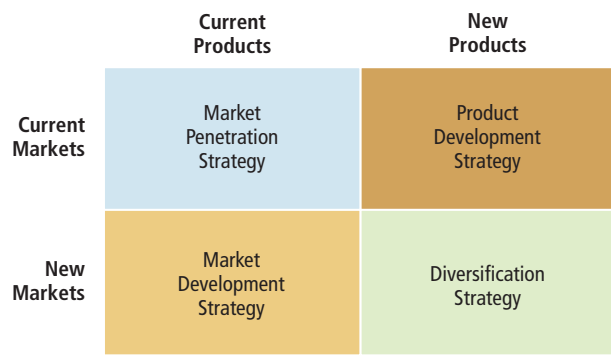 Current
Products
New
Products
Current
Markets
Market
Penetration
Strategy
Product
Development
Strategy
New
Markets
Market
Development
Strategy
Diversification
Strategy